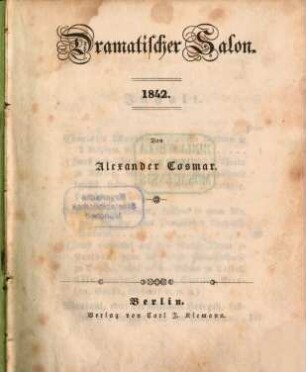 Dramatischer Salon.
1842.
Von
Alexander Cosmar.
Berlin.
Verlag von Carl J. Klemann.